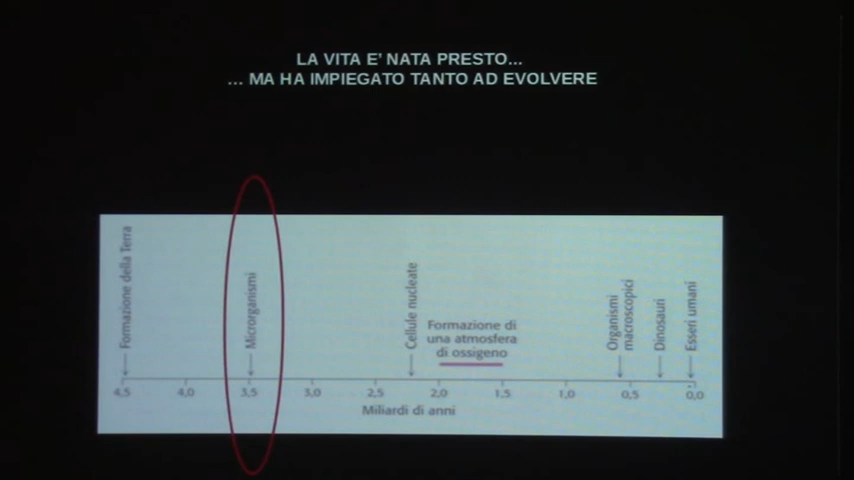 LA VITA E' NATA PRESTO...
... MA HA IMPIEGATO TANTO AD EVOLVERE
Formazione della Terra
Microrganismi
Cellule nucleate
Formazione di
una atmosfera
di ossigeno
Organismi
macroscopici
Dinosauri
Esseri umani
4,5 4,0 3,5 3,0 2,5 2,0 1,5 1,0 0,5 0,0
Miliardi di anni